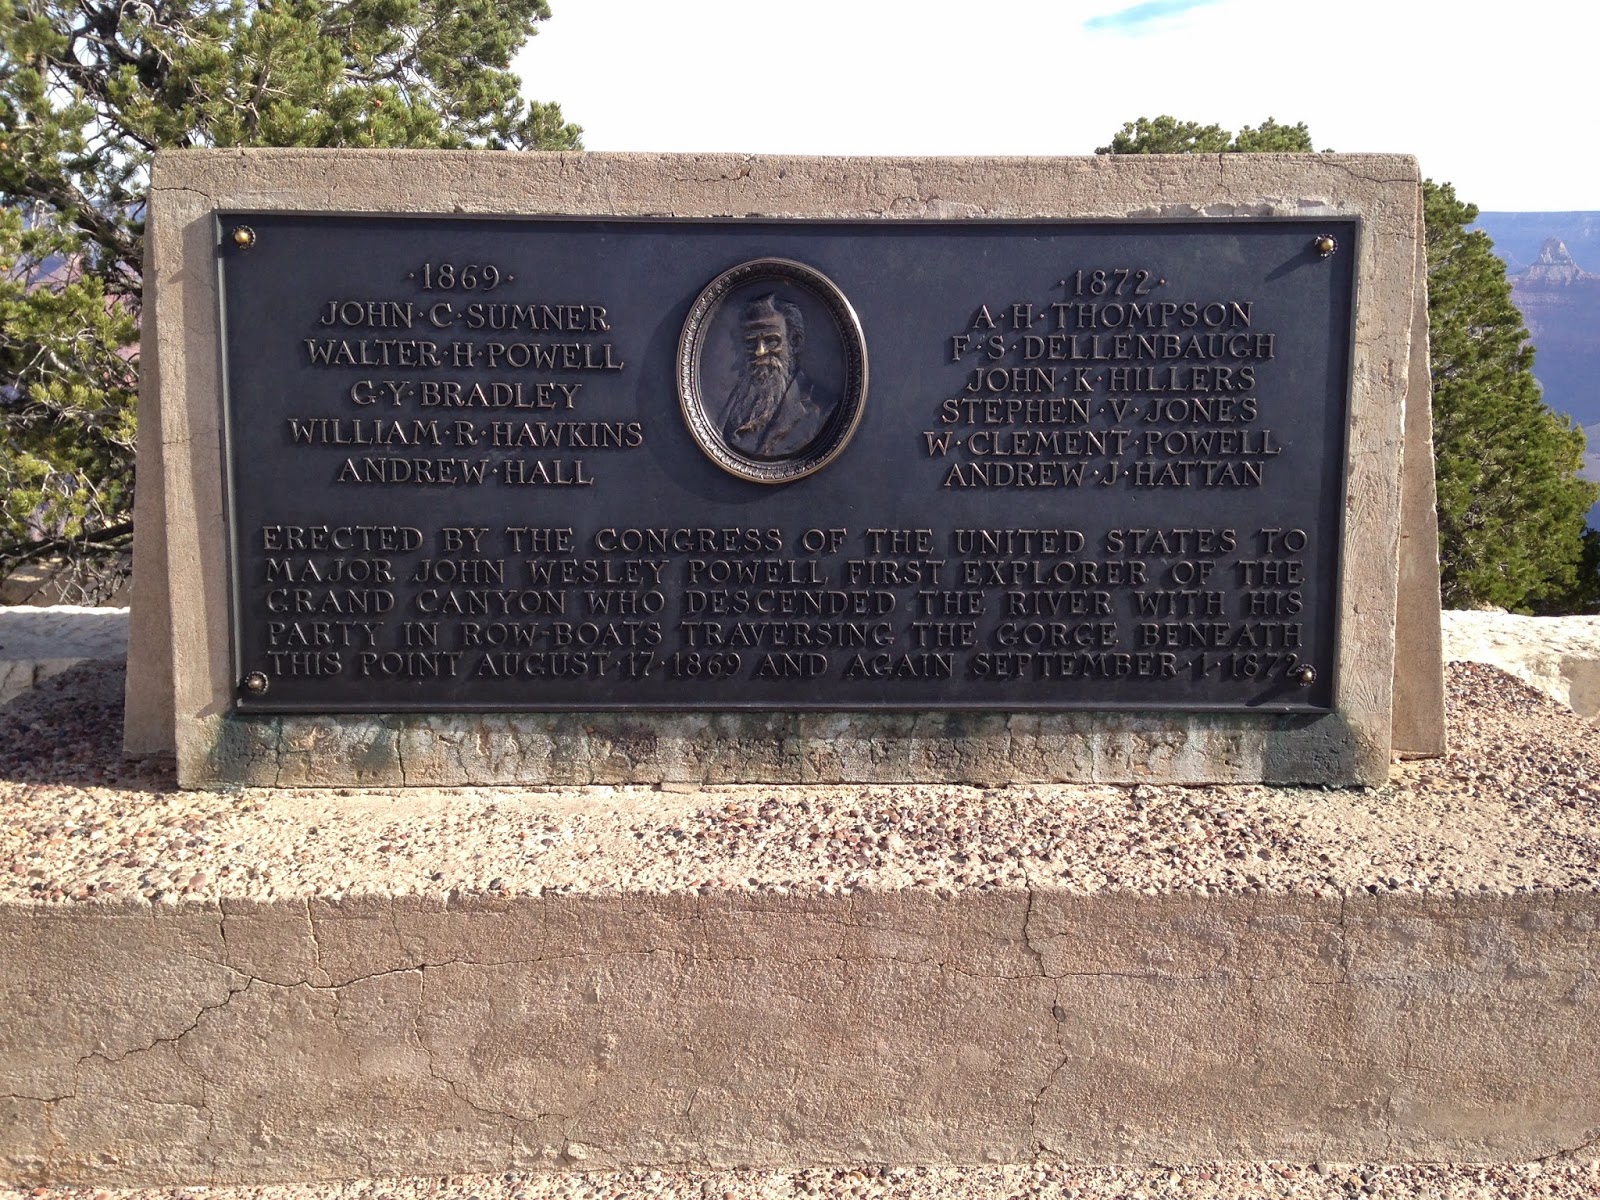 ·1869·
JOHN·C·SUMNER
WALTER·H·POWELL
G·Y·BRADLEY
WILLIAM·R·HAWKINS
ANDREW·HALL
·1872·
A·H·THOMPSON
F·S·DELLENBAUGH
JOHN·K·HILLERS
STEPHEN·V·JONES
W·CLEMENT·POWELL
ANDREW·J·HATTAN
ERECTED BY THE CONGRESS OF THE UNITED STATES TO
MAJOR JOHN WESLEY POWELL FIRST EXPLORER OF THE
GRAND CANYON WHO DESCENDED THE RIVER WITH HIS
PARTY IN ROW-BOATS TRAVERSING THE GORGE BENEATH
THIS POINT AUGUST·17·1869 AND AGAIN SEPTEMBER·1·1872